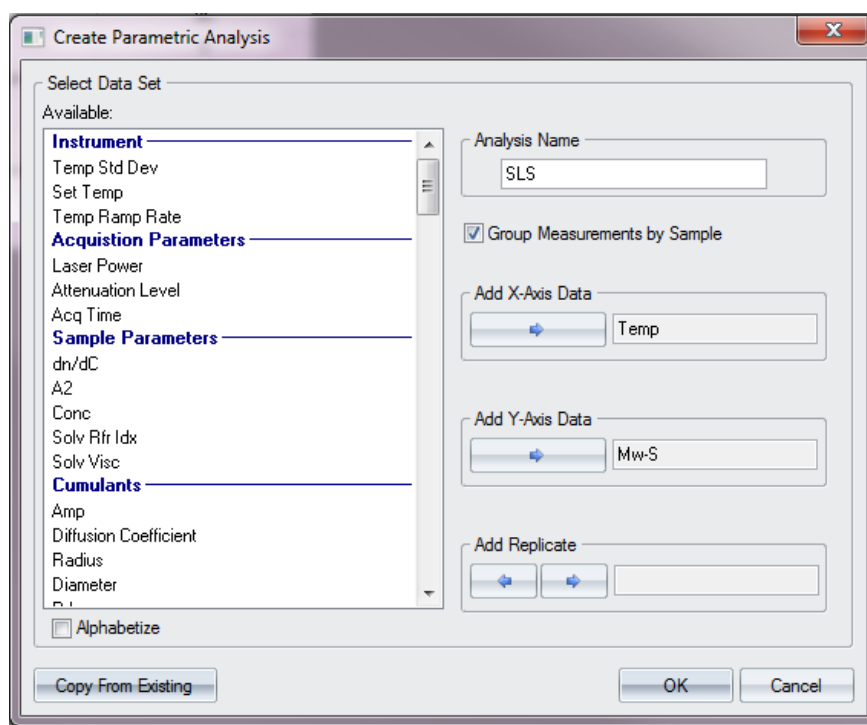 Create Parametric Analysis
Select Data Set
Available:
Instrument
Temp Std Dev
Set Temp
Temp Ramp Rate
Acquistion Parameters
Laser Power
Attenuation Level
Acq Time
Sample Parameters
dn/dC
A2
Conc
Solv Rfr Idx
Solv Visc
Cumulants
Amp
Diffusion Coefficient
Radius
Diameter
Alphabetize
Analysis Name
SLS
Group Measurements by Sample
Add X-Axis Data
Temp
Add Y-Axis Data
Mw-S
Add Replicate
Copy From Existing
OK
Cancel